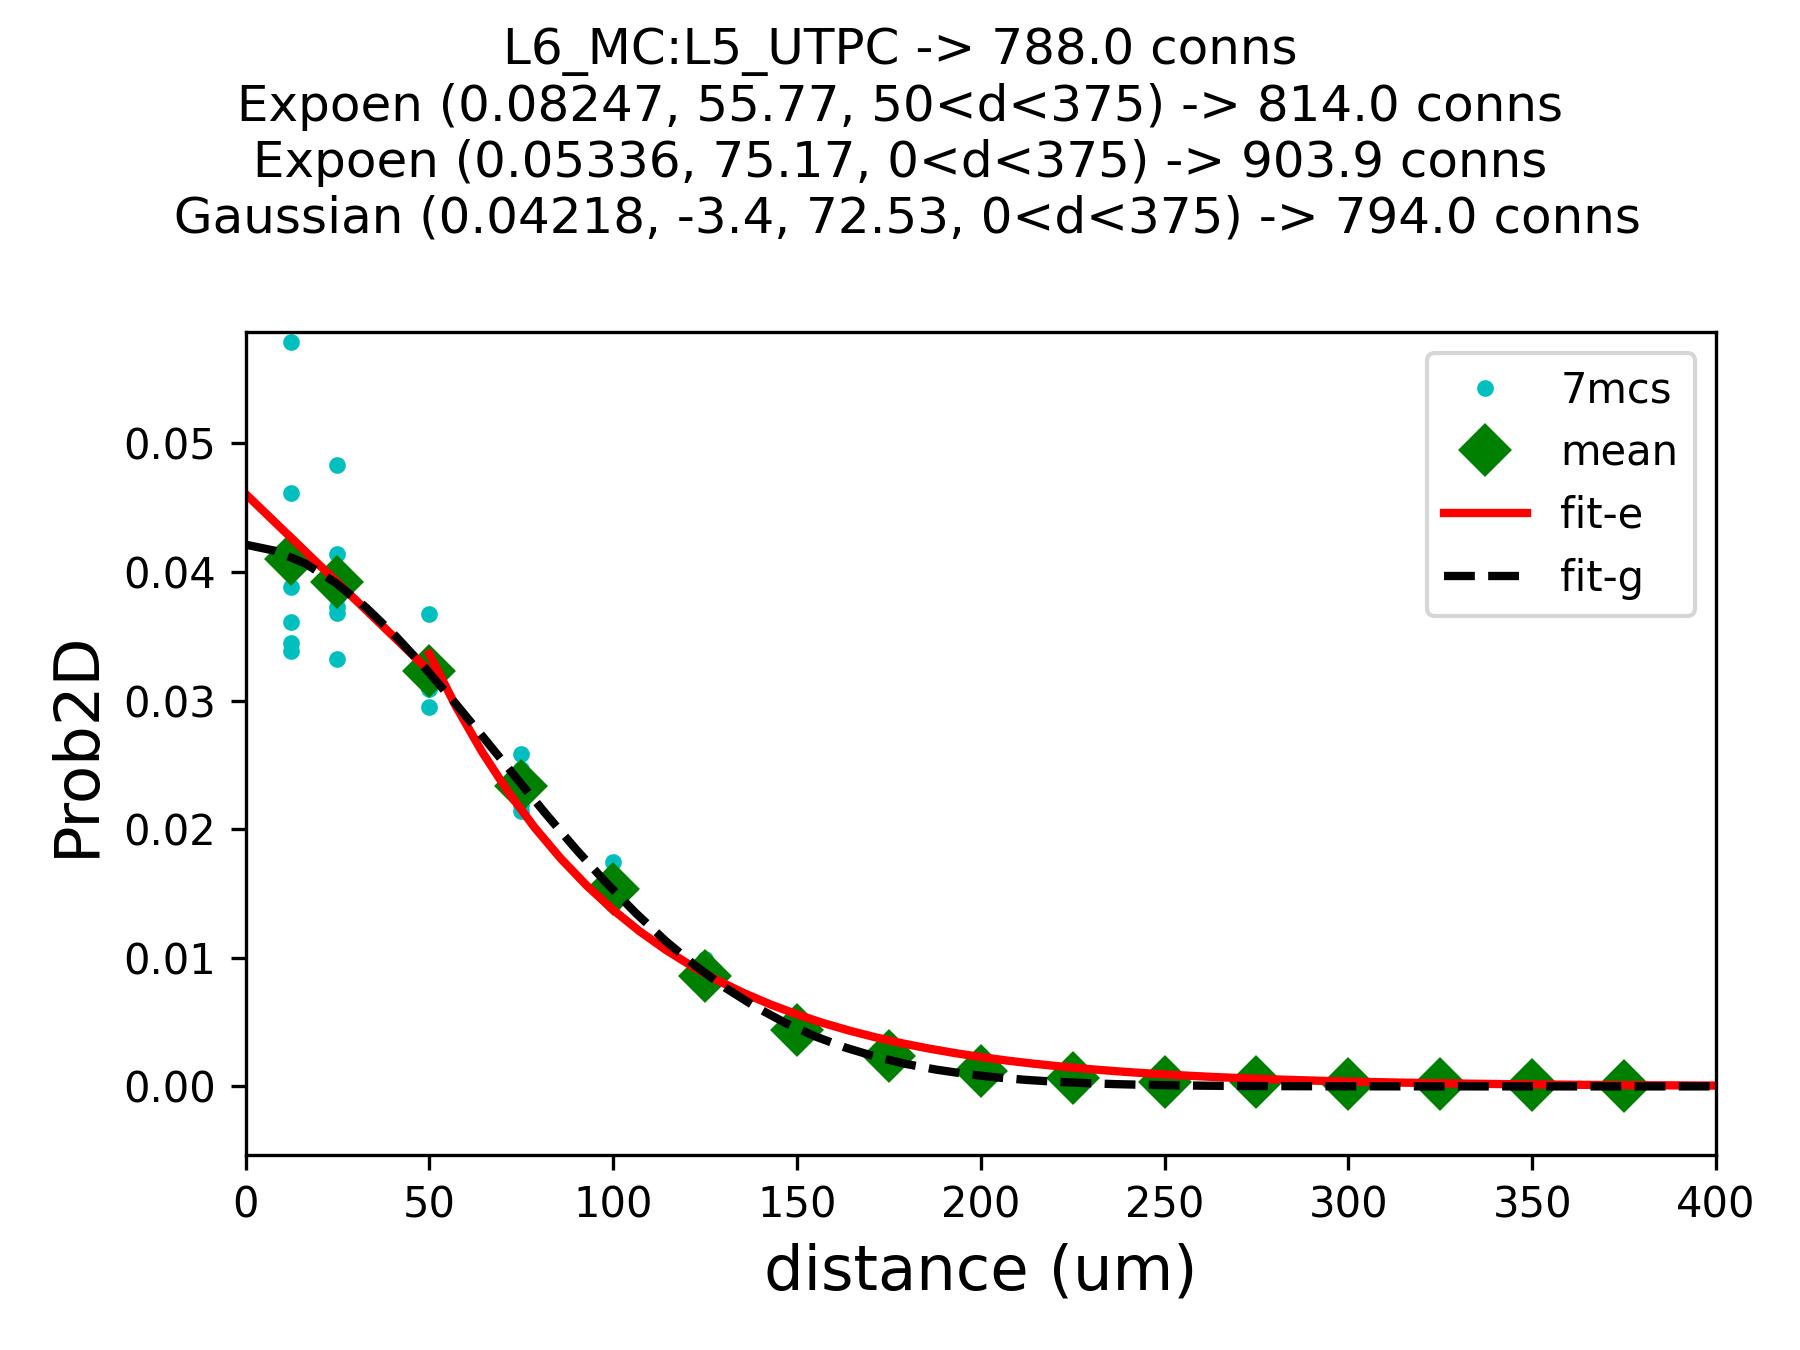 L6_MC:L5_UTPC -> 788.0 conns
Expoen (0.08247, 55.77, 50<d<375) -> 814.0 conns
Expoen (0.05336, 75.17, 0<d<375) -> 903.9 conns
Gaussian (0.04218, -3.4, 72.53, 0<d<375) -> 794.0 conns
7mcs
mean
fit-e
fit-g
Prob2D
0.05
0.04
0.03
0.02
0.01
0.00
0 50 100 150 200 250 300 350 400
distance (um)